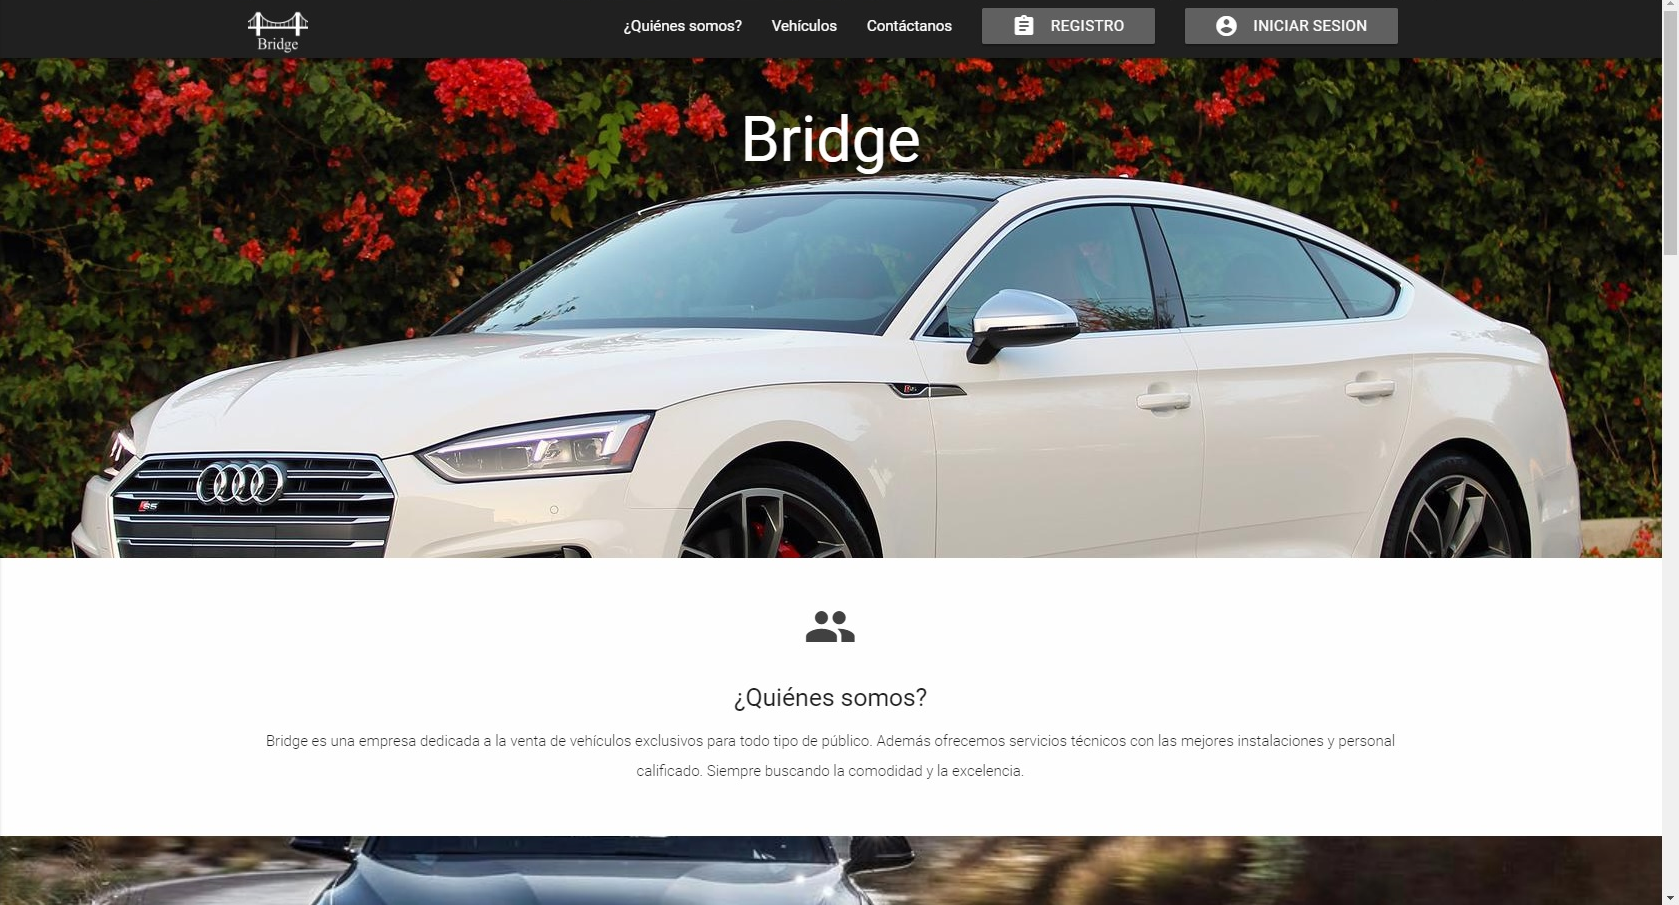 Bridge
¿Quiénes somos?
Vehículos
Contáctanos
REGISTRO
INICIAR SESION
Bridge
S5
S5
¿Quiénes somos?
Bridge es una empresa dedicada a la venta de vehículos exclusivos para todo tipo de público. Además ofrecemos servicios técnicos con las mejores instalaciones y personal
calificado. Siempre buscando la comodidad y la excelencia.